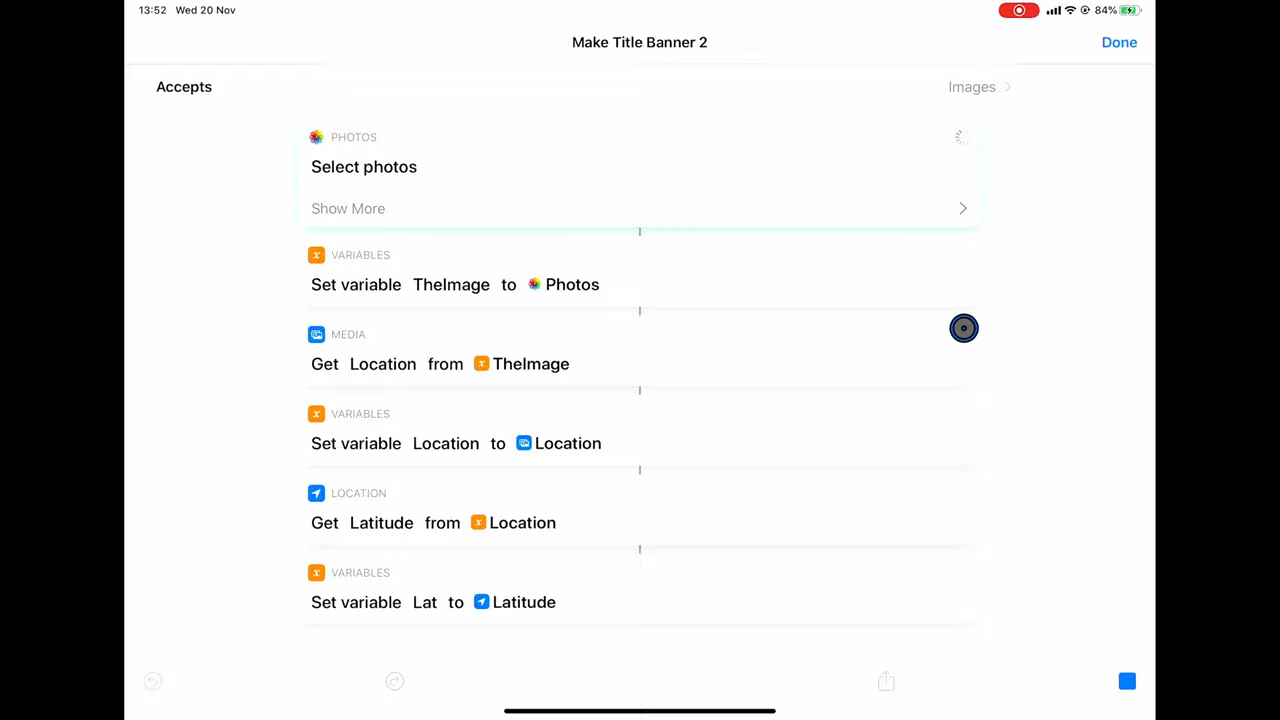 13:52 Wed 20 Nov
84%
Make Title Banner 2
Done
Accepts
Images
PHOTOS
Select photos
Show More
x VARIABLES
Set variable TheImage to Photos
MEDIA
Get Location from x TheImage
x VARIABLES
Set variable Location to Location
LOCATION
Get Latitude from x Location
x VARIABLES
Set variable Lat to Latitude